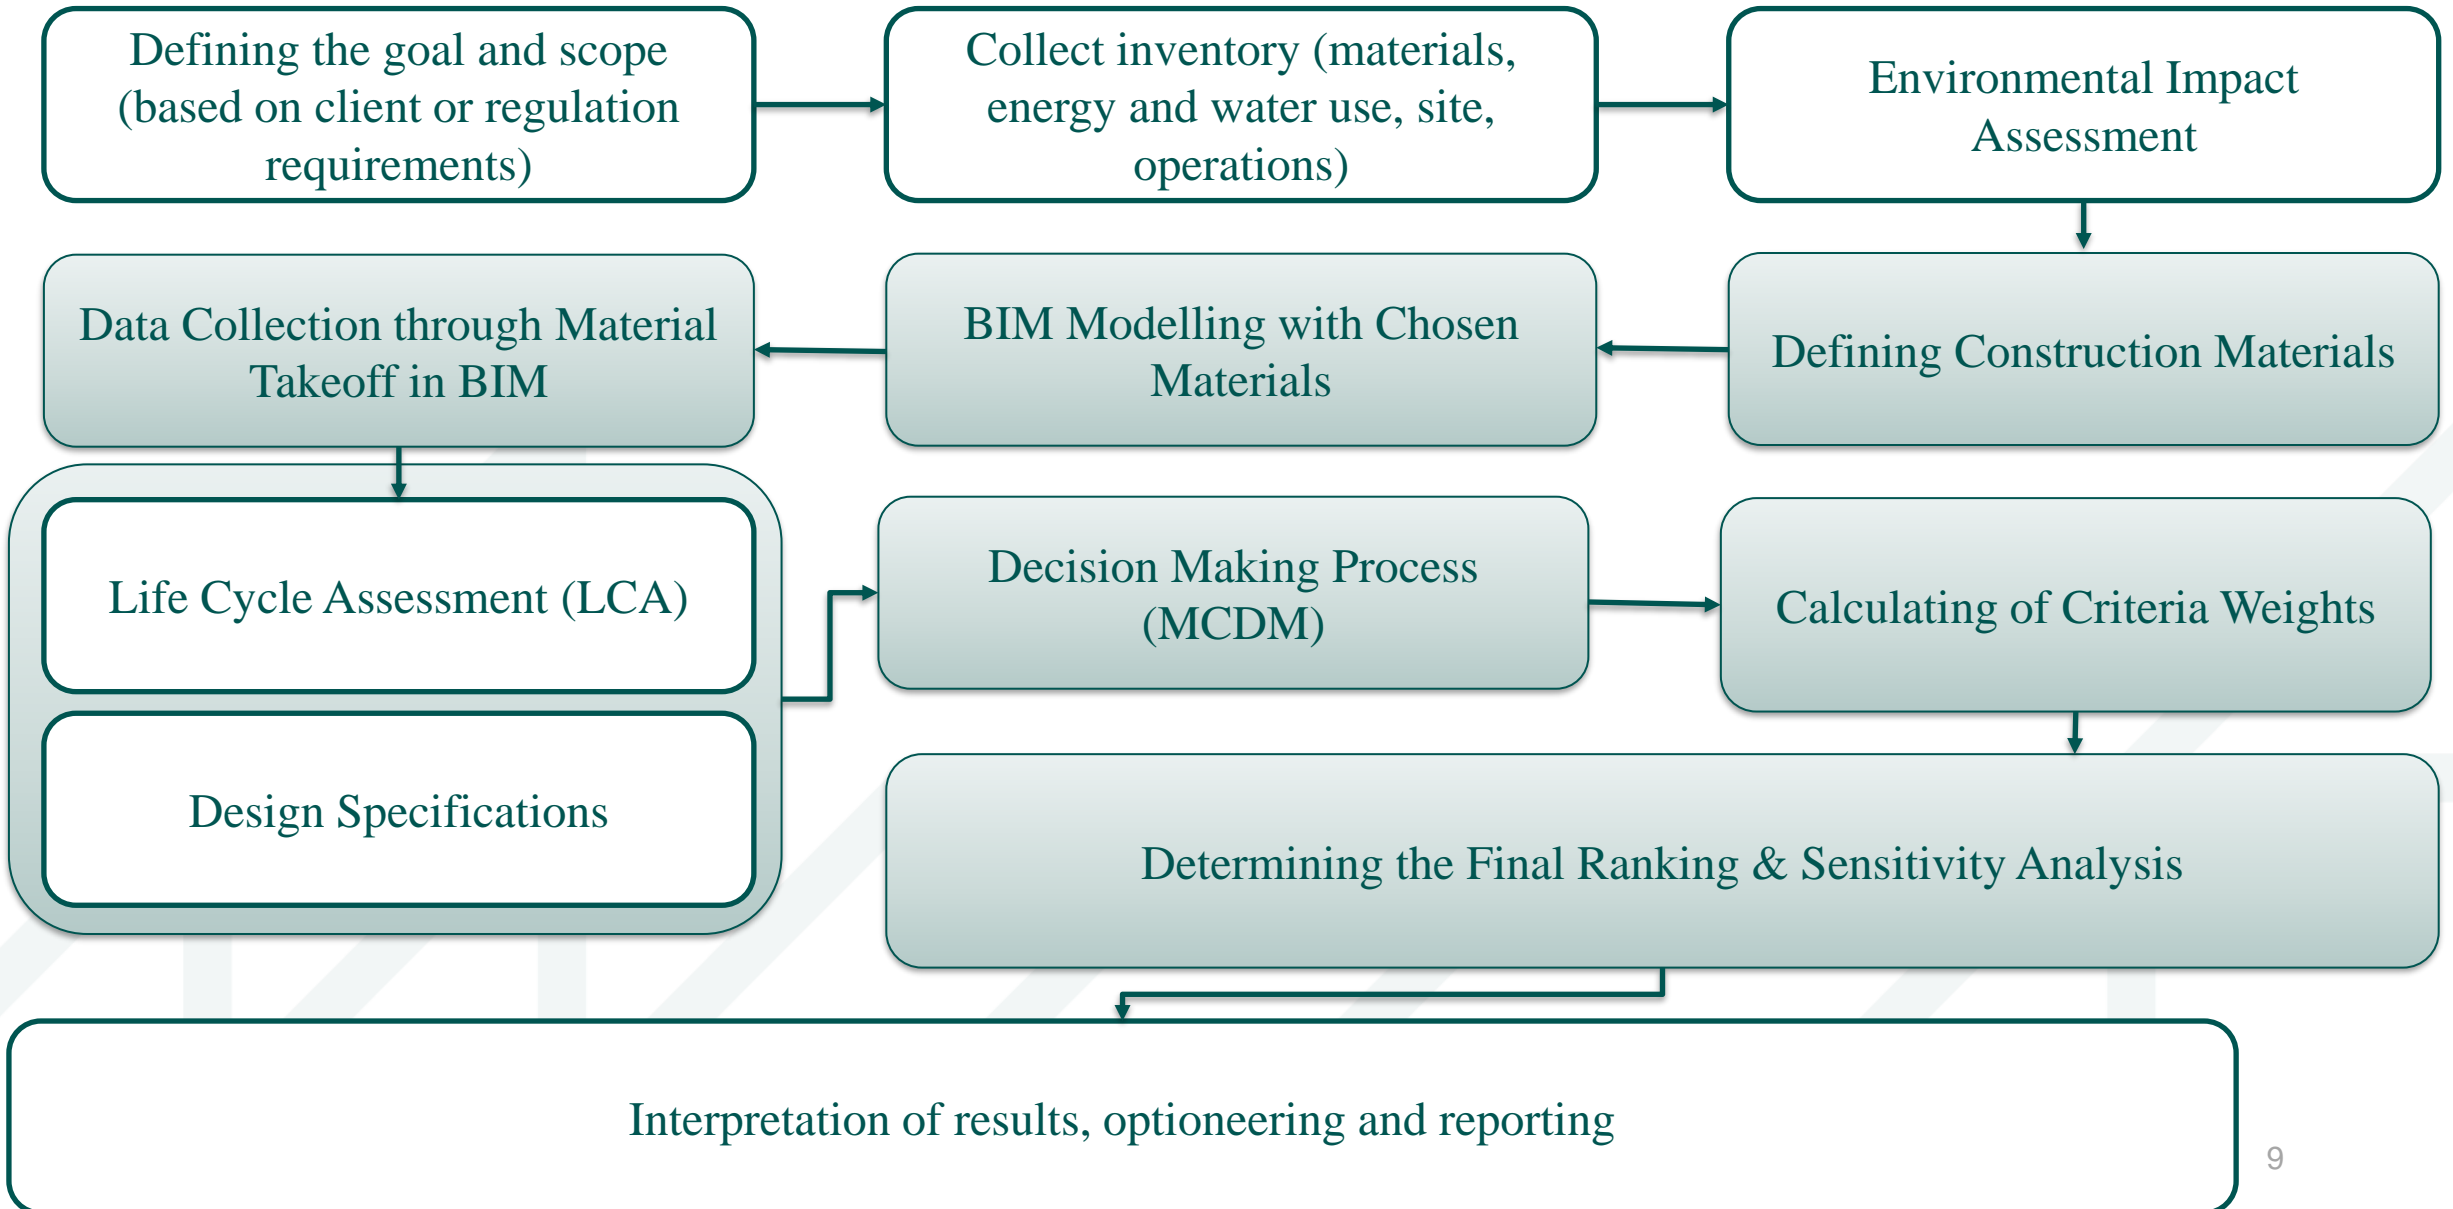 Defining the goal and scope
(based on client or regulation
requirements)
Collect inventory (materials,
energy and water use, site,
operations)
Environmental Impact
Assessment
Data Collection through Material
Takeoff in BIM
BIM Modelling with Chosen
Materials
Defining Construction Materials
Life Cycle Assessment (LCA)
Design Specifications
Decision Making Process
(MCDM)
Calculating of Criteria Weights
Determining the Final Ranking & Sensitivity Analysis
Interpretation of results, optioneering and reporting
9